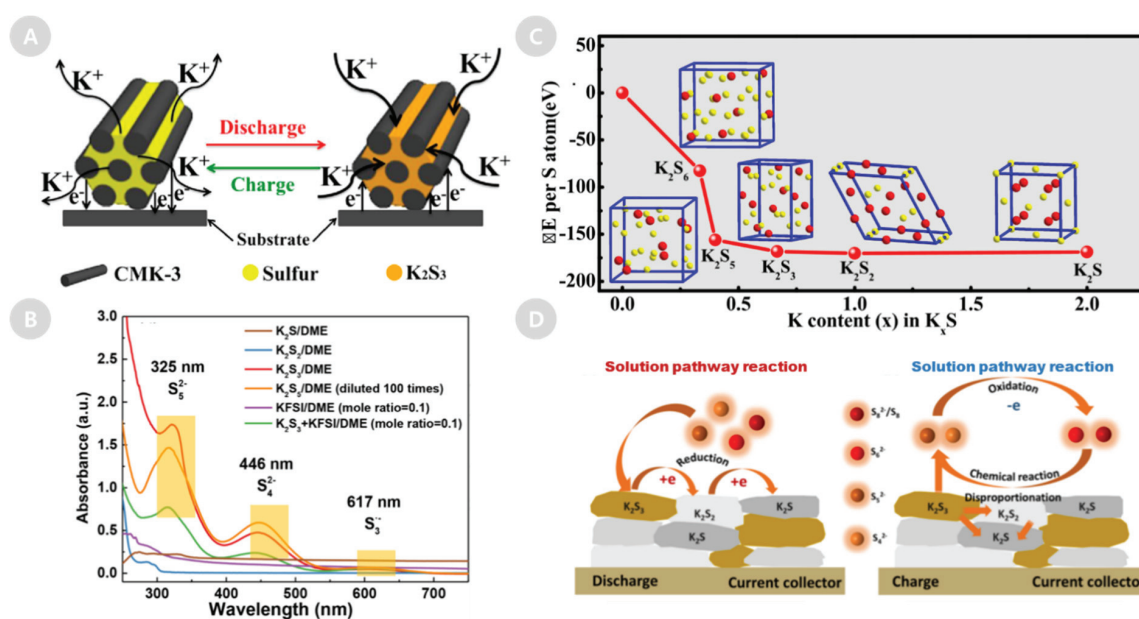 A
K⁺
K⁺
K⁺
K⁺
Discharge
Charge
K⁺
K⁺
K⁺
K⁺
e⁻
e⁻
e⁻
e⁻
Substrate
CMK-3
Sulfur
K₂S₃
B
3.0
2.5
2.0
1.5
1.0
0.5
0.0
Absorbance (a.u.)
325 nm
S₅²⁻
446 nm
S₄²⁻
617 nm
S₃·⁻
K₂S/DME
K₂S₂/DME
K₂S₃/DME
K₂S₅/DME (diluted 100 times)
KFSI/DME (mole ratio=0.1)
K₂S₃+KFSI/DME (mole ratio=0.1)
300 400 500 600 700
Wavelength (nm)
C
50
0
-50
-100
-150
-200
E per S atom(eV)
K₂S₆
K₂S₅
K₂S₃
K₂S₂
K₂S
0.0 0.5 1.0 1.5 2.0
K content (x) in KₓS
D
Solution pathway reaction
Reduction
+e
+e
K₂S₃
K₂S₂
K₂S
K₂S
Discharge
Current collector
S₅²⁻
S₄²⁻
Solution pathway reaction
Oxidation
-e
Chemical reaction
Disproportionation
K₂S₃
K₂S₂
K₂S
K₂S
Charge
Current collector